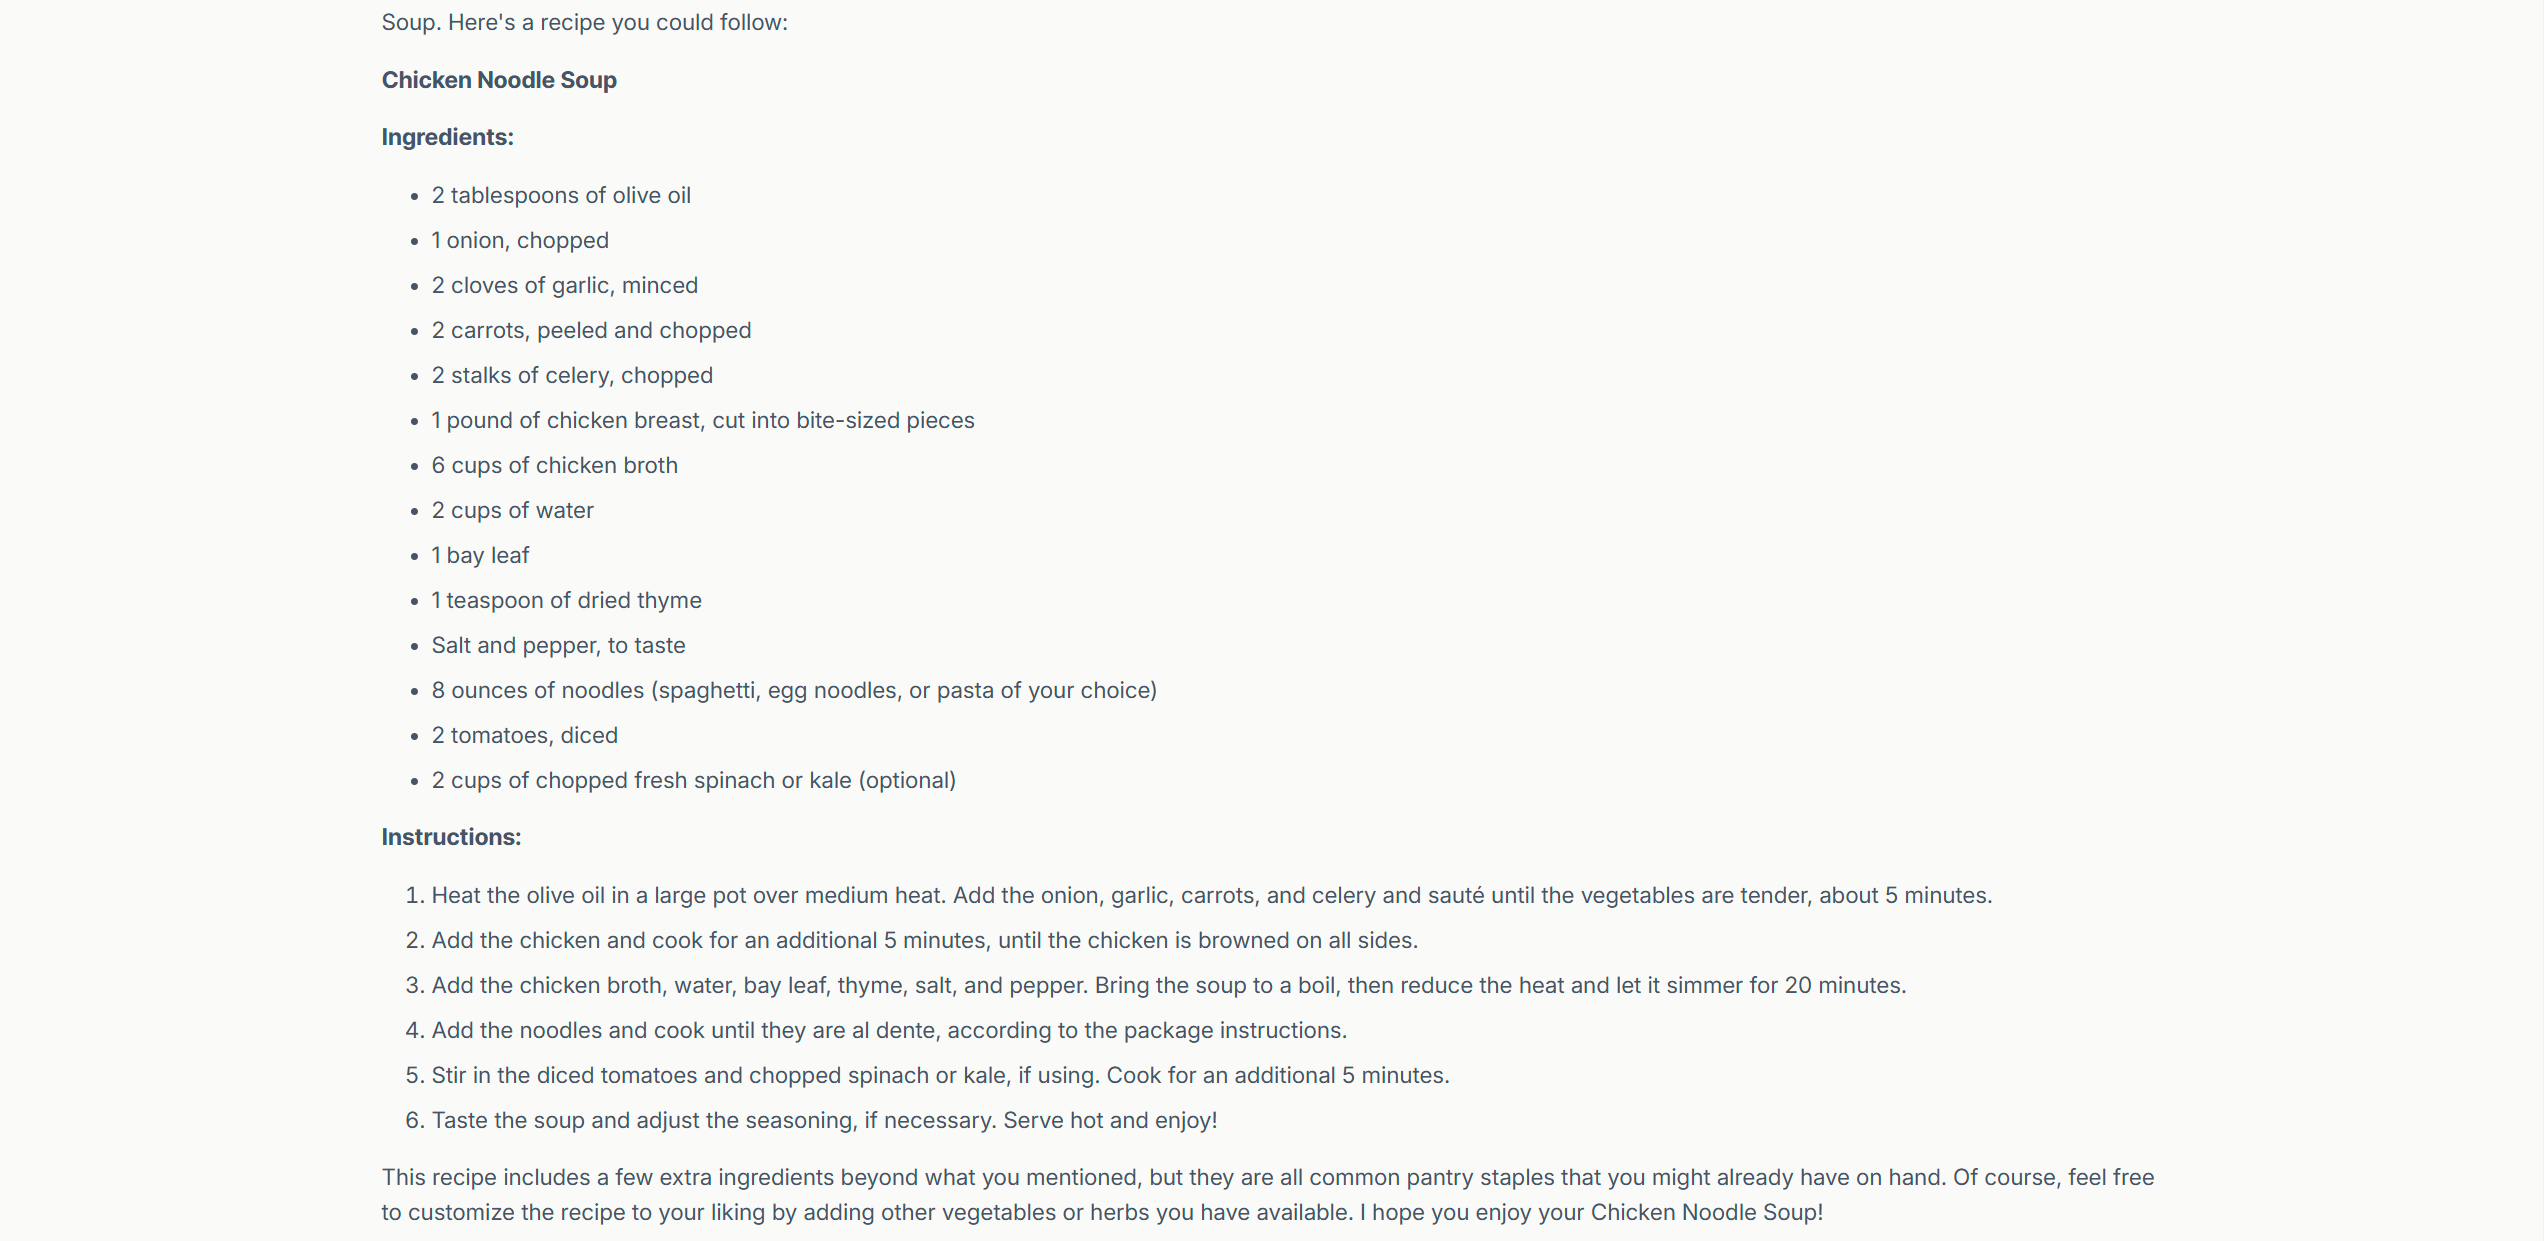 Soup. Here's a recipe you could follow:
Chicken Noodle Soup
Ingredients:
• 2 tablespoons of olive oil
• 1 onion, chopped
• 2 cloves of garlic, minced
• 2 carrots, peeled and chopped
• 2 stalks of celery, chopped
• 1 pound of chicken breast, cut into bite-sized pieces
• 6 cups of chicken broth
• 2 cups of water
• 1 bay leaf
• 1 teaspoon of dried thyme
• Salt and pepper, to taste
• 8 ounces of noodles (spaghetti, egg noodles, or pasta of your choice)
• 2 tomatoes, diced
• 2 cups of chopped fresh spinach or kale (optional)
Instructions:
1. Heat the olive oil in a large pot over medium heat. Add the onion, garlic, carrots, and celery and sauté until the vegetables are tender, about 5 minutes.
2. Add the chicken and cook for an additional 5 minutes, until the chicken is browned on all sides.
3. Add the chicken broth, water, bay leaf, thyme, salt, and pepper. Bring the soup to a boil, then reduce the heat and let it simmer for 20 minutes.
4. Add the noodles and cook until they are al dente, according to the package instructions.
5. Stir in the diced tomatoes and chopped spinach or kale, if using. Cook for an additional 5 minutes.
6. Taste the soup and adjust the seasoning, if necessary. Serve hot and enjoy!
This recipe includes a few extra ingredients beyond what you mentioned, but they are all common pantry staples that you might already have on hand. Of course, feel free
to customize the recipe to your liking by adding other vegetables or herbs you have available. I hope you enjoy your Chicken Noodle Soup!